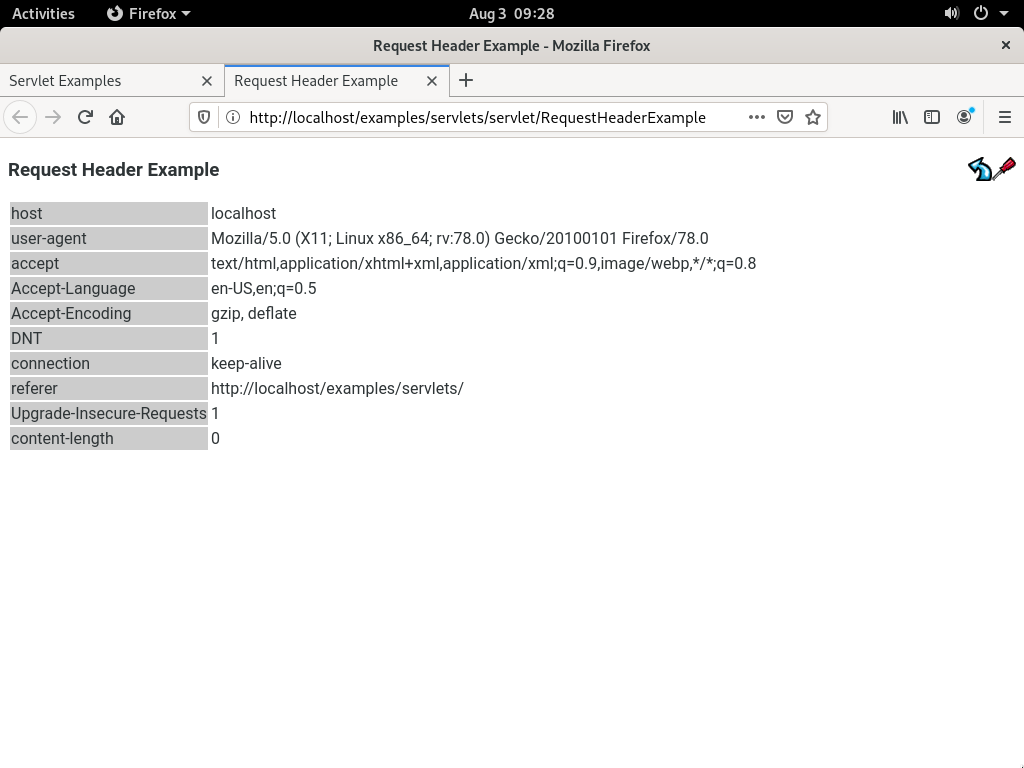 Activities Firefox Aug 3 09:28
Request Header Example - Mozilla Firefox
Servlet Examples Request Header Example
http://localhost/examples/servlets/servlet/RequestHeaderExample
Request Header Example
host localhost
user-agent Mozilla/5.0 (X11; Linux x86_64; rv:78.0) Gecko/20100101 Firefox/78.0
accept text/html,application/xhtml+xml,application/xml;q=0.9,image/webp,*/*;q=0.8
Accept-Language en-US,en;q=0.5
Accept-Encoding gzip, deflate
DNT 1
connection keep-alive
referer http://localhost/examples/servlets/
Upgrade-Insecure-Requests 1
content-length 0